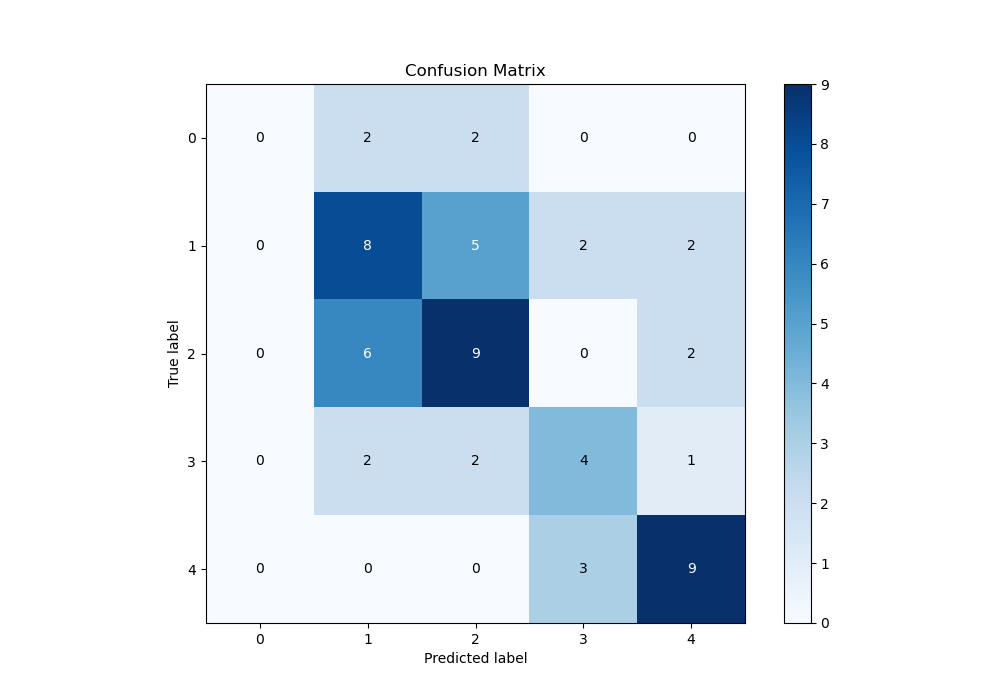 Confusion Matrix
0 0 2 2 0 0
1 0 8 5 2 2
2 0 6 9 0 2
3 0 2 2 4 1
4 0 0 0 3 9
0 1 2 3 4
True label
Predicted label
9
8
7
6
5
4
3
2
1
0